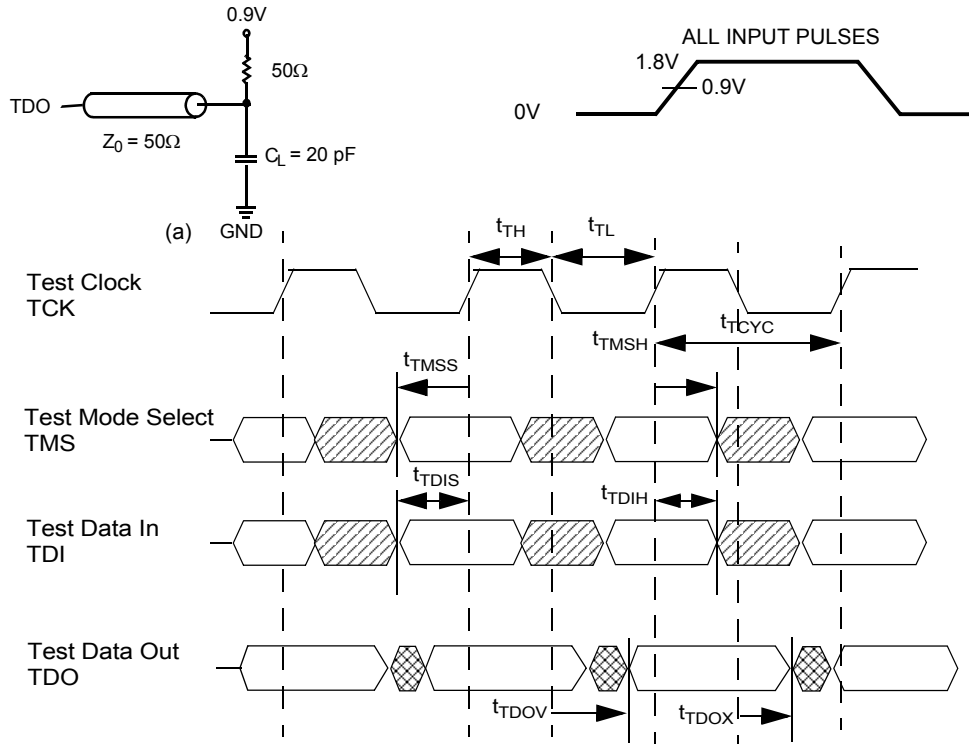 0.9V
ALL INPUT PULSES
50Ω
1.8V
0.9V
TDO
0V
Z0 = 50Ω
CL = 20 pF
(a)
GND
tTH
tTL
Test Clock
TCK
tTCYC
tTMSH
tTMSS
Test Mode Select
TMS
tTDIS
tTDIH
Test Data In
TDI
Test Data Out
TDO
tTDOV
tTDOX